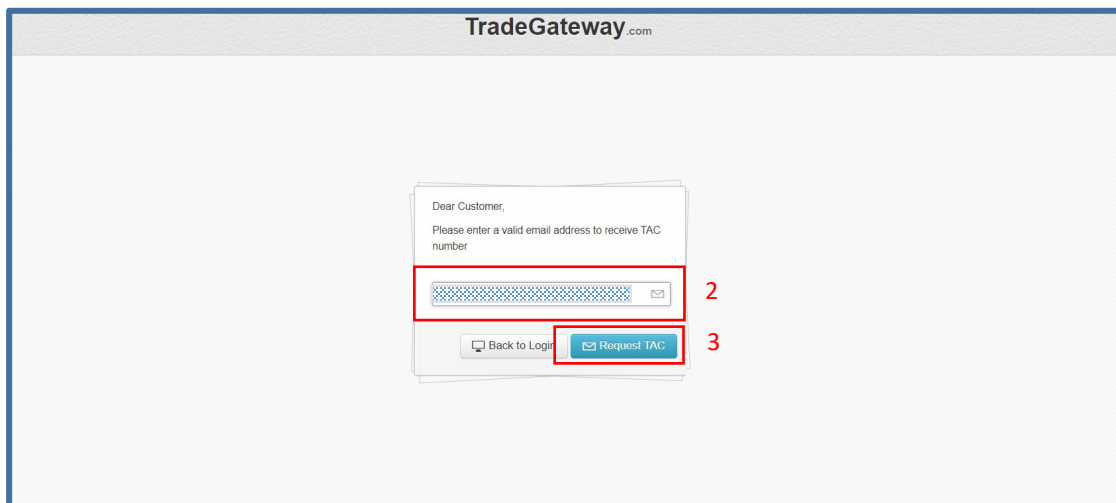 TradeGateway.com
Dear Customer,
Please enter a valid email address to receive TAC
number
2
Back to Login
Request TAC
3